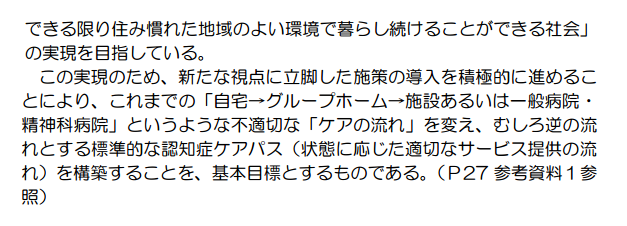 できる限り住み慣れた地域のよい環境で暮らし続けることができる社会」
の実現を目指している。
　この実現のため、新たな視点に立脚した施策の導入を積極的に進めるこ
とにより、これまでの「自宅→グループホーム→施設あるいは一般病院・
精神科病院」というような不適切な「ケアの流れ」を変え、むしろ逆の流
れとする標準的な認知症ケアパス（状態に応じた適切なサービス提供の流
れ）を構築することを、基本目標とするものである。（Ｐ27 参考資料１参
照）